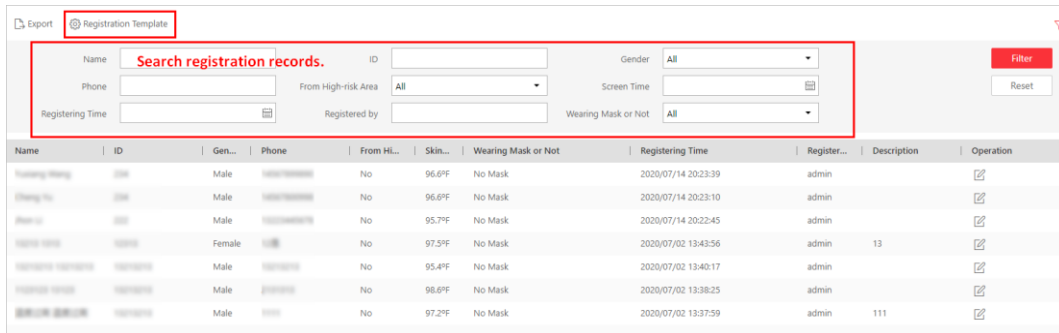 Export Registration Template
Name Search registration records. ID Gender All Filter
Phone From High-risk Area All Screen Time Reset
Registering Time Registered by Wearing Mask or Not All
Name ID Gen... Phone From Hi... Skin... Wearing Mask or Not Registering Time Register... Description Operation
Male No 96.6°F No Mask 2020/07/14 20:23:39 admin
Male No 96.6°F No Mask 2020/07/14 20:23:10 admin
Male No 95.7°F No Mask 2020/07/14 20:22:45 admin
Female No 97.5°F No Mask 2020/07/02 13:43:56 admin 13
Male No 95.4°F No Mask 2020/07/02 13:40:17 admin
Male No 98.6°F No Mask 2020/07/02 13:38:25 admin
Male No 97.2°F No Mask 2020/07/02 13:37:59 admin 111